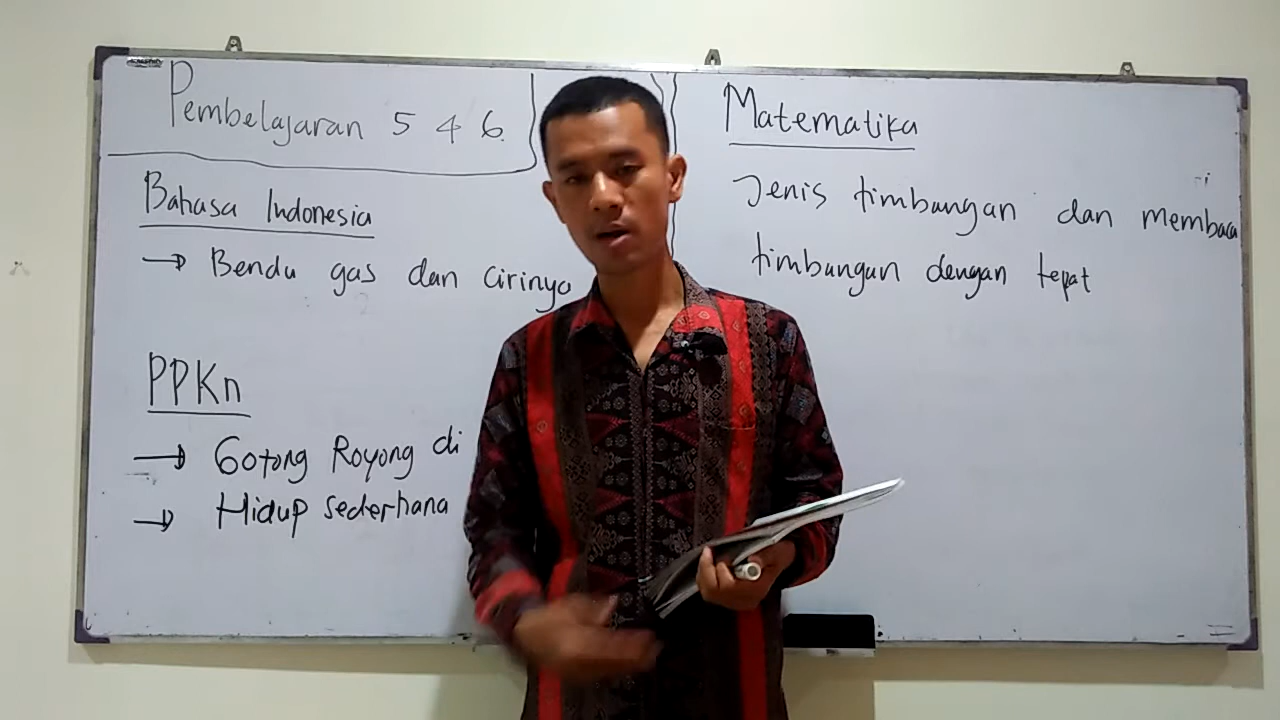 Pembelajaran 5 4 6
Bahasa Indonesia
→ Benda gas dan cirinya
PPKn
→ Gotong Royong di
→ Hidup sederhana
Matematika
Jenis timbangan dan membaca
timbangan dengan tepat